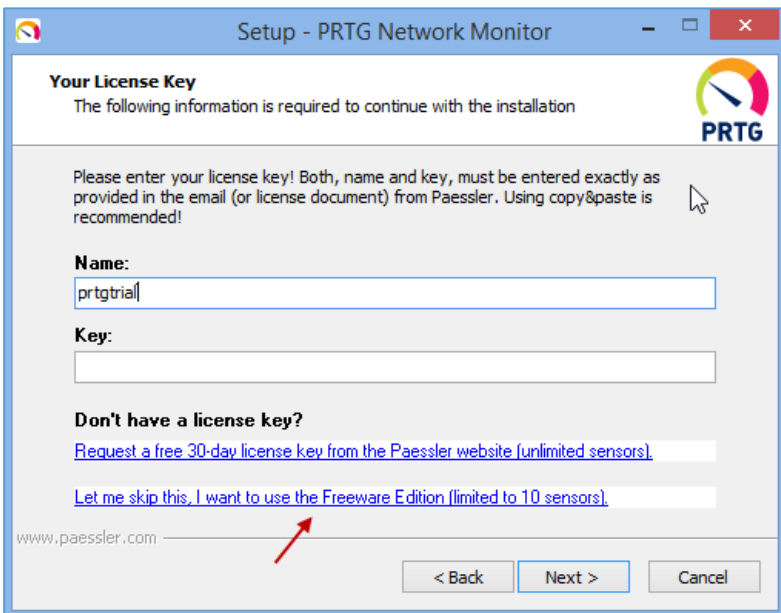 Setup - PRTG Network Monitor
Your License Key
The following information is required to continue with the installation
PRTG
Please enter your license key! Both, name and key, must be entered exactly as
provided in the email (or license document) from Paessler. Using copy&paste is
recommended!
Name:
prtgtrial
Key:
Don't have a license key?
Request a free 30-day license key from the Paessler website (unlimited sensors).
Let me skip this, I want to use the Freeware Edition (limited to 10 sensors).
www.paessler.com
< Back Next > Cancel